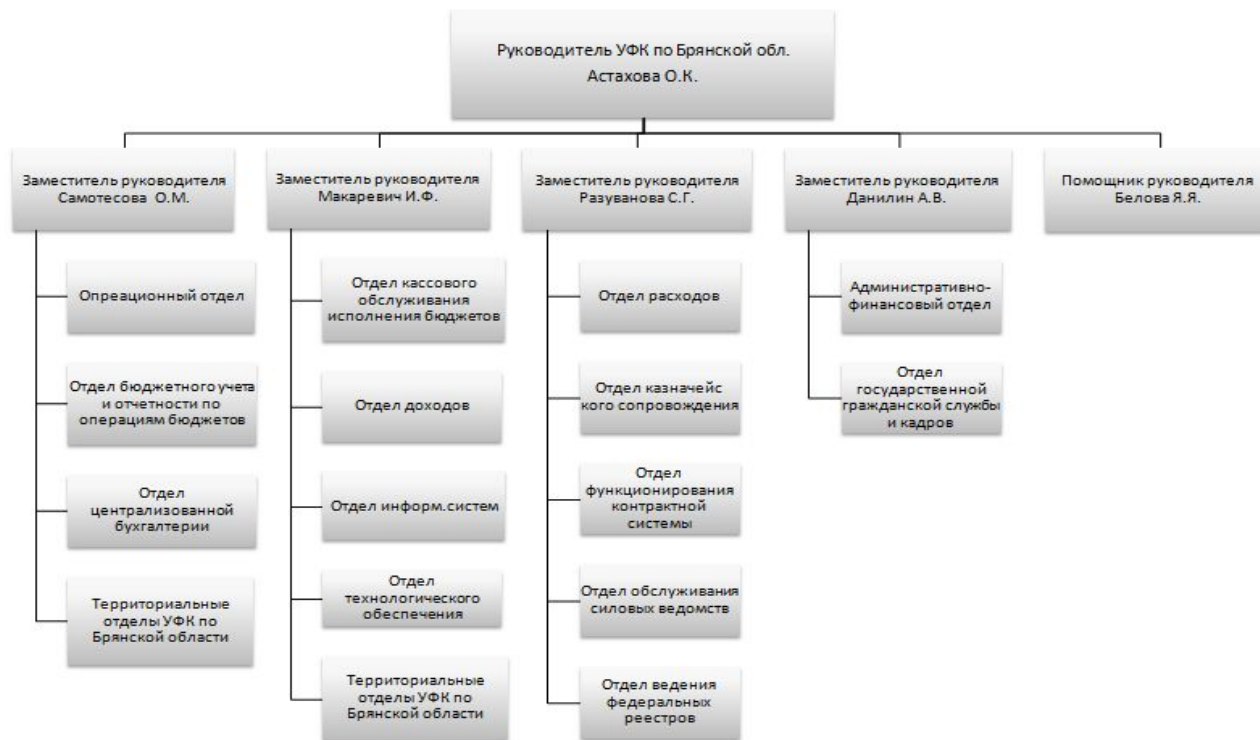 Руководитель УФК по Брянской обл.
Астахова О.К.
Заместитель руководителя
Самотесова О.М.
Опреационный отдел
Отдел бюджетного учета
и отчетности по
операциям бюджетов
Отдел
централизованной
бухгалтерии
Территориальные
отделы УФК по
Брянской области
Заместитель руководителя
Макаревич И.Ф.
Отдел кассового
обслуживания
исполнения бюджетов
Отдел доходов
Отдел информ.систем
Отдел
технологического
обеспечения
Территориальные
отделы УФК по
Брянской области
Заместитель руководителя
Разуванова С.Г.
Отдел расходов
Отдел казначейс
кого сопровождения
Отдел
функционирования
контрактной
системы
Отдел обслуживания
силовых ведомств
Отдел ведения
федеральных
реестров
Заместитель руководителя
Данилин А.В.
Административно-
финансовый отдел
Отдел
государственной
гражданской службы
и кадров
Помощник руководителя
Белова Я.Я.